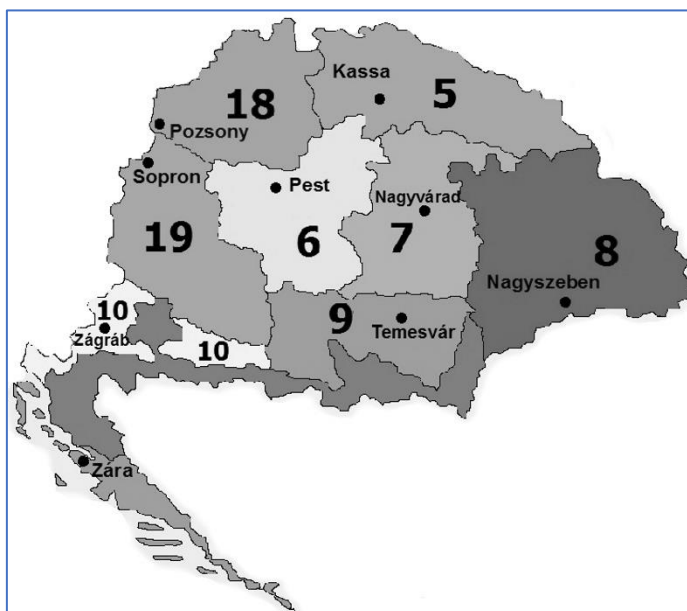 Kassa
5
18
Pozsony
Sopron
Pest
Nagyvárad
19
6
7
8
Nagyszeben
10
9
Zágráb
Temesvár
10
Zára